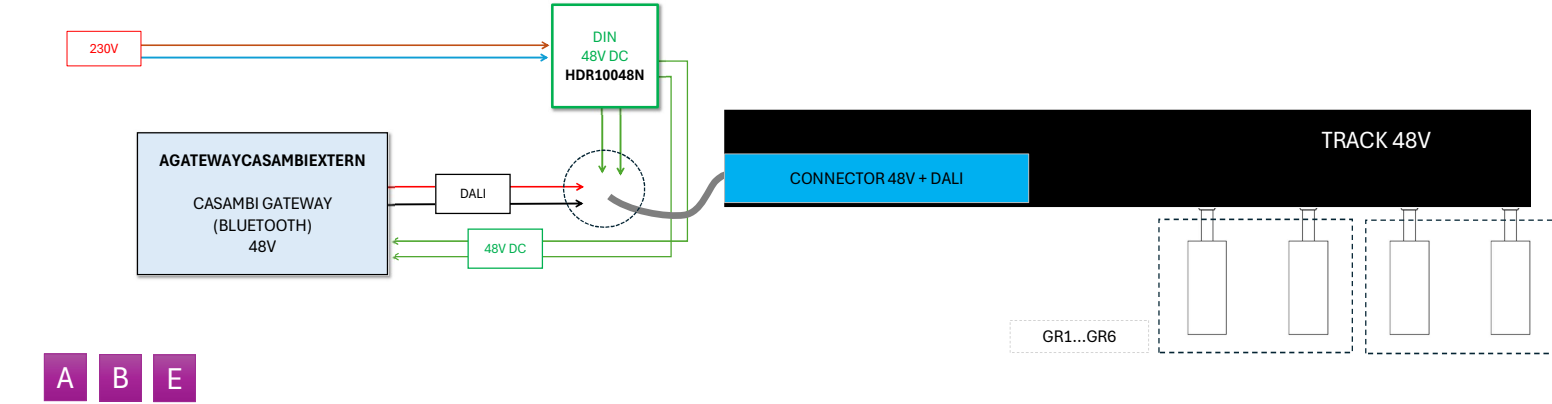 230V
DIN
48V DC
HDR10048N
AGATEWAYCASAMBIEXTERN
CASAMBI GATEWAY
(BLUETOOTH)
48V
DALI
48V DC
CONNECTOR 48V + DALI
TRACK 48V
GR1...GR6
A B E